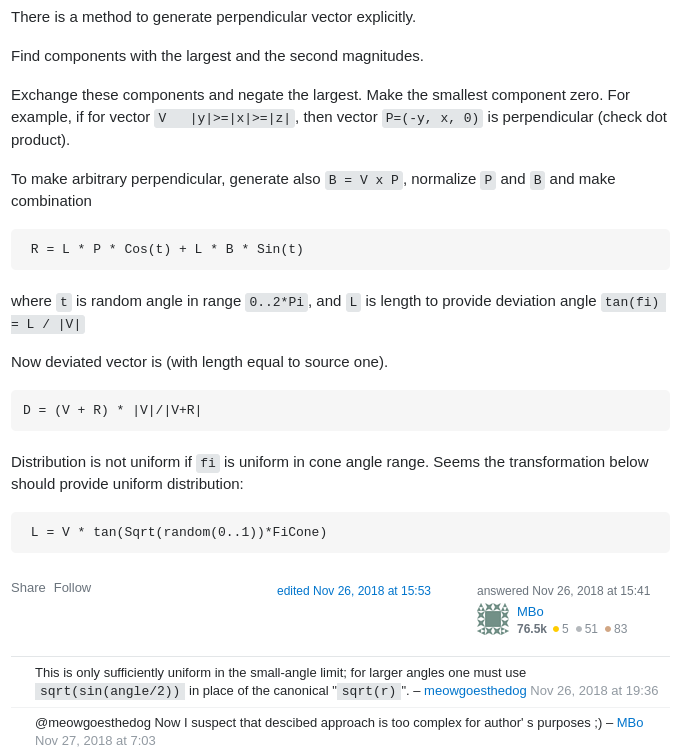 There is a method to generate perpendicular vector explicitly.
Find components with the largest and the second magnitudes.
Exchange these components and negate the largest. Make the smallest component zero. For
example, if for vector V   |y|>=|x|>=|z| , then vector P=(-y, x, 0) is perpendicular (check dot
product).
To make arbitrary perpendicular, generate also B = V x P , normalize P and B and make
combination
R = L * P * Cos(t) + L * B * Sin(t)
where t is random angle in range 0..2*Pi , and L is length to provide deviation angle tan(fi)
= L / |V|
Now deviated vector is (with length equal to source one).
D = (V + R) * |V|/|V+R|
Distribution is not uniform if fi is uniform in cone angle range. Seems the transformation below
should provide uniform distribution:
L = V * tan(Sqrt(random(0..1))*FiCone)
Share Follow edited Nov 26, 2018 at 15:53 answered Nov 26, 2018 at 15:41
MBo
76.5k 5 51 83
This is only sufficiently uniform in the small-angle limit; for larger angles one must use
sqrt(sin(angle/2)) in place of the canonical " sqrt(r) ". – meowgoesthedog Nov 26, 2018 at 19:36
@meowgoesthedog Now I suspect that descibed approach is too complex for author' s purposes ;) – MBo
Nov 27, 2018 at 7:03